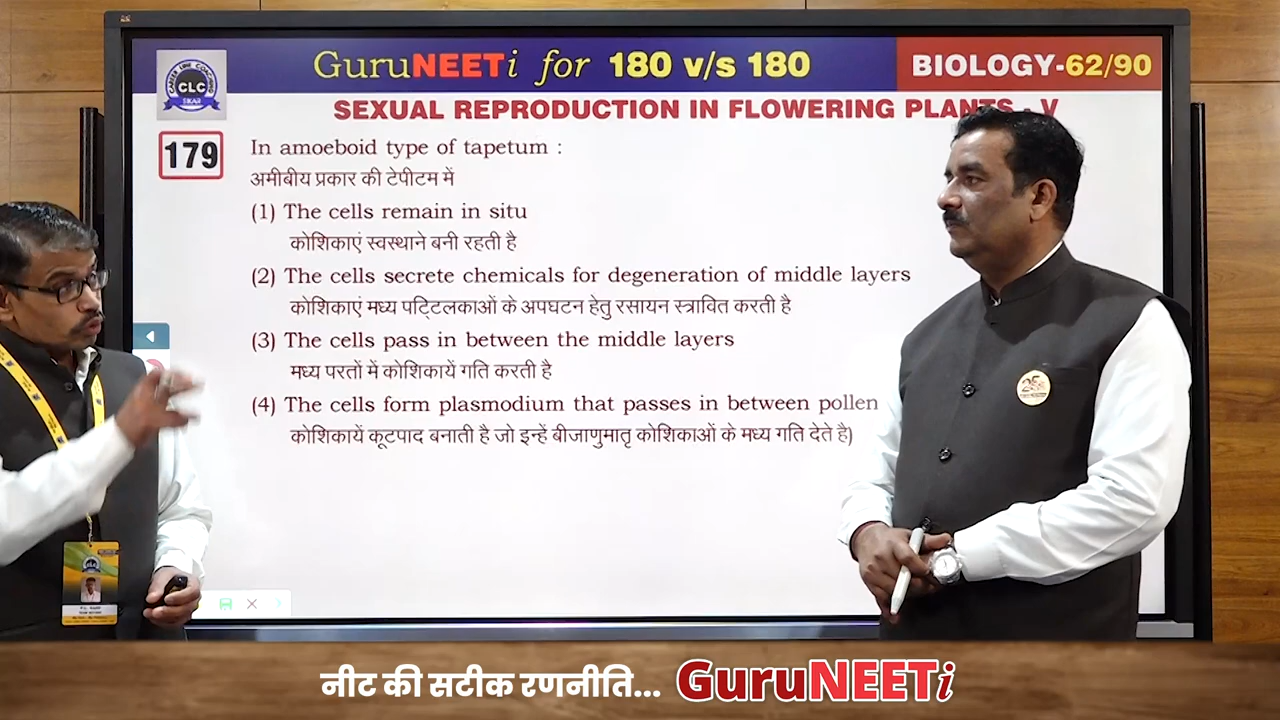 GuruNEETi for 180 v/s 180
BIOLOGY-62/90
CAREER LINE COACHING
CLC
SIKAR
SEXUAL REPRODUCTION IN FLOWERING PLANTS - V
179
In amoeboid type of tapetum :
अमीबीय प्रकार की टेपीटम में
(1) The cells remain in situ
कोशिकाएं स्वस्थाने बनी रहती है
(2) The cells secrete chemicals for degeneration of middle layers
कोशिकाएं मध्य पट्टिलकाओं के अपघटन हेतु रसायन स्त्रावित करती है
(3) The cells pass in between the middle layers
मध्य परतों में कोशिकायें गति करती है
(4) The cells form plasmodium that passes in between pollen
कोशिकायें कूटपाद बनाती है जो इन्हें बीजाणुमातृ कोशिकाओं के मध्य गति देते है)
नीट की सटीक रणनीति... GuruNEETi